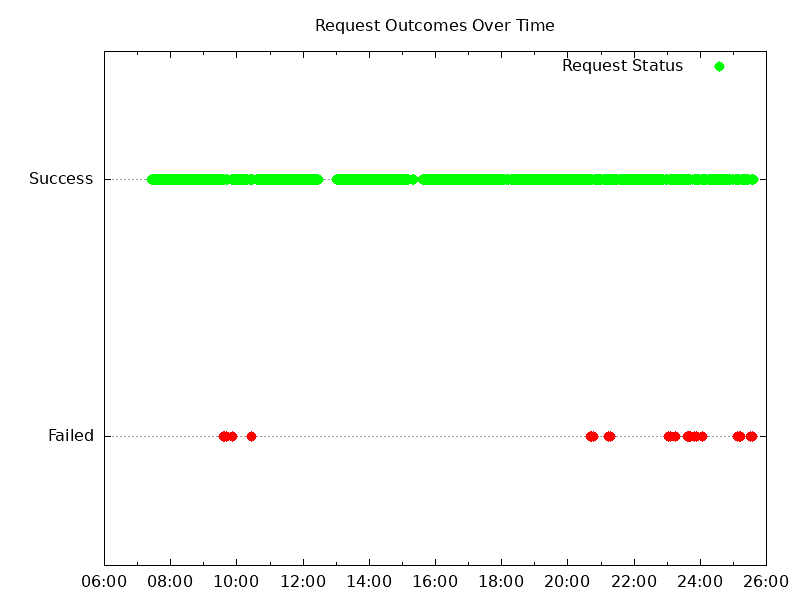 Request Outcomes Over Time
Request Status
Success
Failed
06:00 08:00 10:00 12:00 14:00 16:00 18:00 20:00 22:00 24:00 26:00